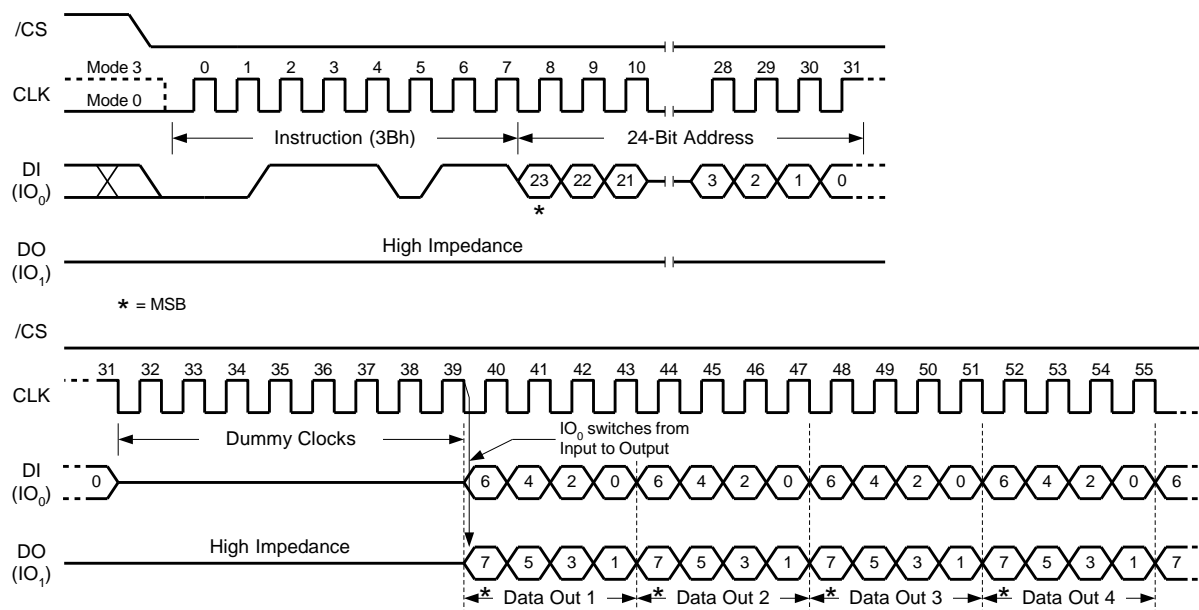 /CS
Mode 3 0 1 2 3 4 5 6 7 8 9 10 28 29 30 31
CLK
Mode 0
Instruction (3Bh) 24-Bit Address
DI
(IO0) 23 22 21 3 2 1 0
*
DO
(IO1) High Impedance
* = MSB
/CS
31 32 33 34 35 36 37 38 39 40 41 42 43 44 45 46 47 48 49 50 51 52 53 54 55
CLK
Dummy Clocks
IO0 switches from
Input to Output
DI
(IO0) 0 6 4 2 0 6 4 2 0 6 4 2 0 6 4 2 0 6
DO
(IO1) High Impedance 7 5 3 1 7 5 3 1 7 5 3 1 7 5 3 1 7
* Data Out 1 * Data Out 2 * Data Out 3 * Data Out 4